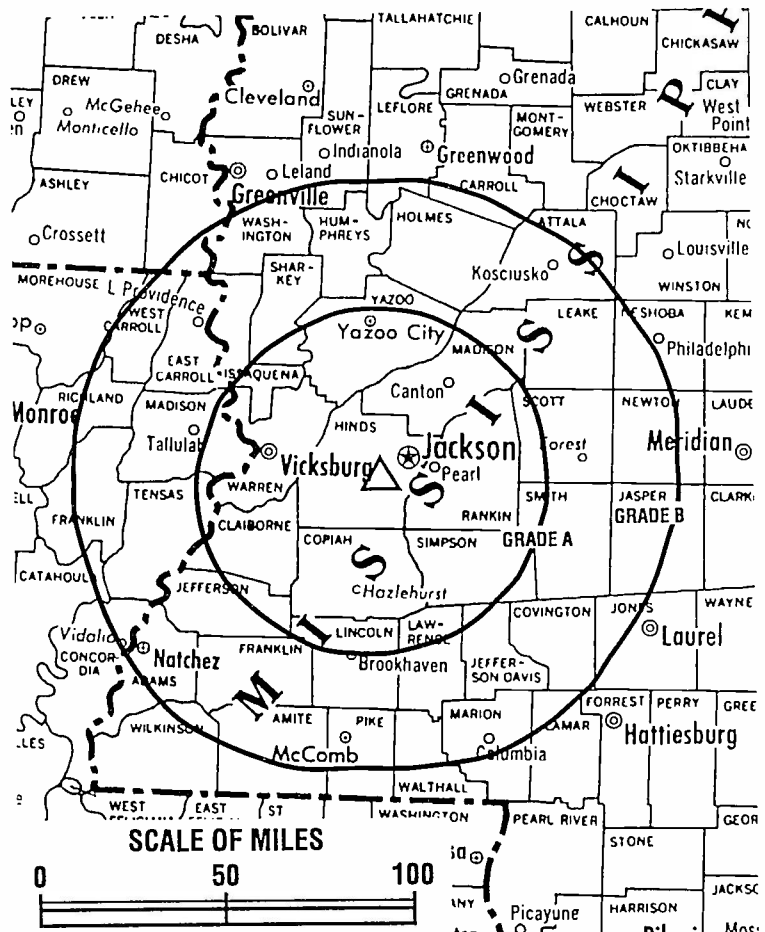 DESHA
BOLIVAR
TALLAHATCHIE
CALHOUN
CHICKASAW
DREW
McGehee
Monticello
Cleveland
SUN-
FLOWER
LEFLORE
GRENADA
Grenada
MONT-
GOMERY
WEBSTER
CLAY
West
Point
OKTIBBEHA
Starkville
Indianola
Greenwood
ASHLEY
CHICOT
Leland
Greenville
CARROLL
CHOCTAW
Crossett
WASH-
INGTON
HUM-
PHREYS
HOLMES
ATTALA
Louisville
WINSTON
Kosciusko
MOREHOUSE
L Providence
WEST
CARROLL
SHAR-
KEY
YAZOO
Yazoo City
LEAKE
NESHOBA
KEM
Philadelphi
EAST
CARROLL
ISSAQUENA
MADISON
Canton
RICHLAND
MADISON
Monroe
Tallulah
HINDS
SCOTT
NEWTON
LAUDE
Forest
Meridian
Vicksburg
Jackson
Pearl
TENSAS
WARREN
RANKIN
SMITH
JASPER
CLARK
FRANKLIN
CLAIBORNE
COPIAH
SIMPSON
GRADE A
GRADE B
CATAHOUL
JEFFERSON
Hazlehurst
COVINGTON
JONES
WAYNE
Vidalia
CONCOR-
DIA
Natchez
ADAMS
FRANKLIN
LINCOLN
LAW-
RENCE
Brookhaven
JEFFER-
SON DAVIS
Laurel
MISSISSIPP
WILKINSON
AMITE
PIKE
McComb
MARION
Columbia
LAMAR
FORREST
PERRY
GREE
Hattiesburg
WALTHALL
WEST
EAST
ST
WASHINGTON
PEARL RIVER
GEOR
SCALE OF MILES
0 50 100
STONE
JACKSO
Picayune
HARRISON